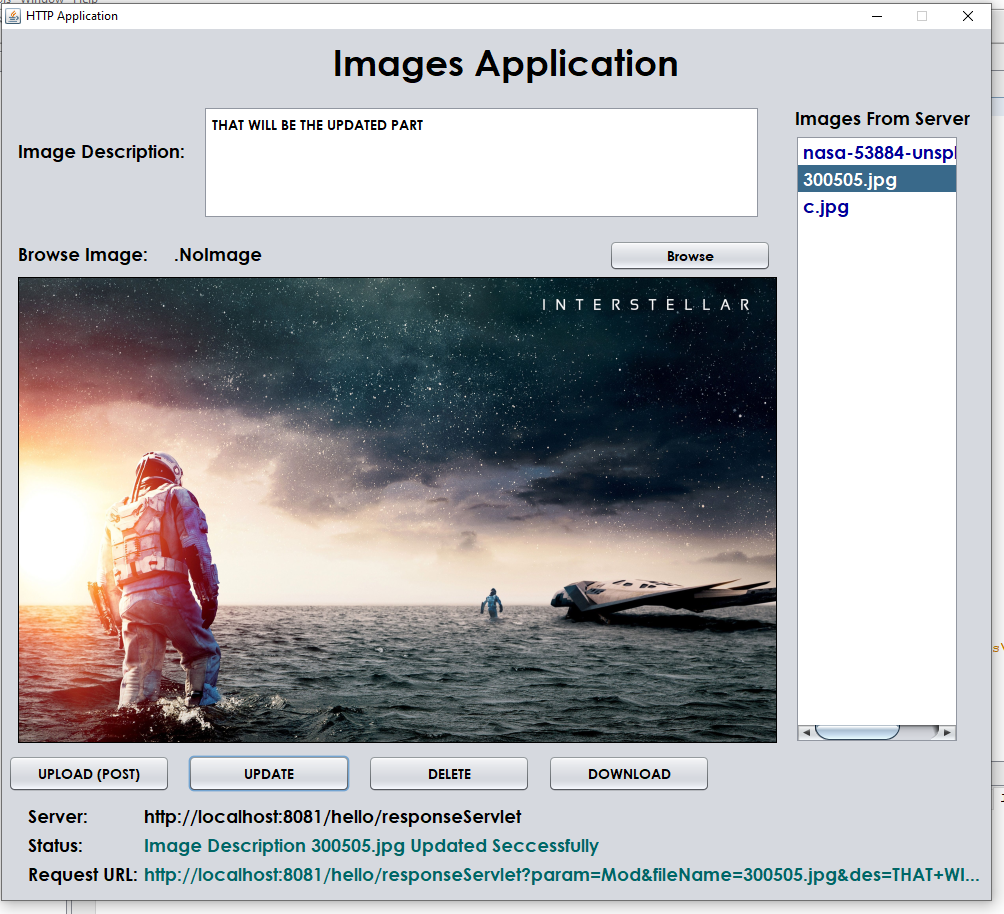 Window Help
HTTP Application
Images Application
Image Description:
THAT WILL BE THE UPDATED PART
Images From Server
nasa-53884-unspl
300505.jpg
c.jpg
Browse Image: .NoImage
Browse
INTERSTELLAR
UPLOAD (POST)
UPDATE
DELETE
DOWNLOAD
Server: http://localhost:8081/hello/responseServlet
Status: Image Description 300505.jpg Updated Seccessfully
Request URL: http://localhost:8081/hello/responseServlet?param=Mod&fileName=300505.jpg&des=THAT+WI...